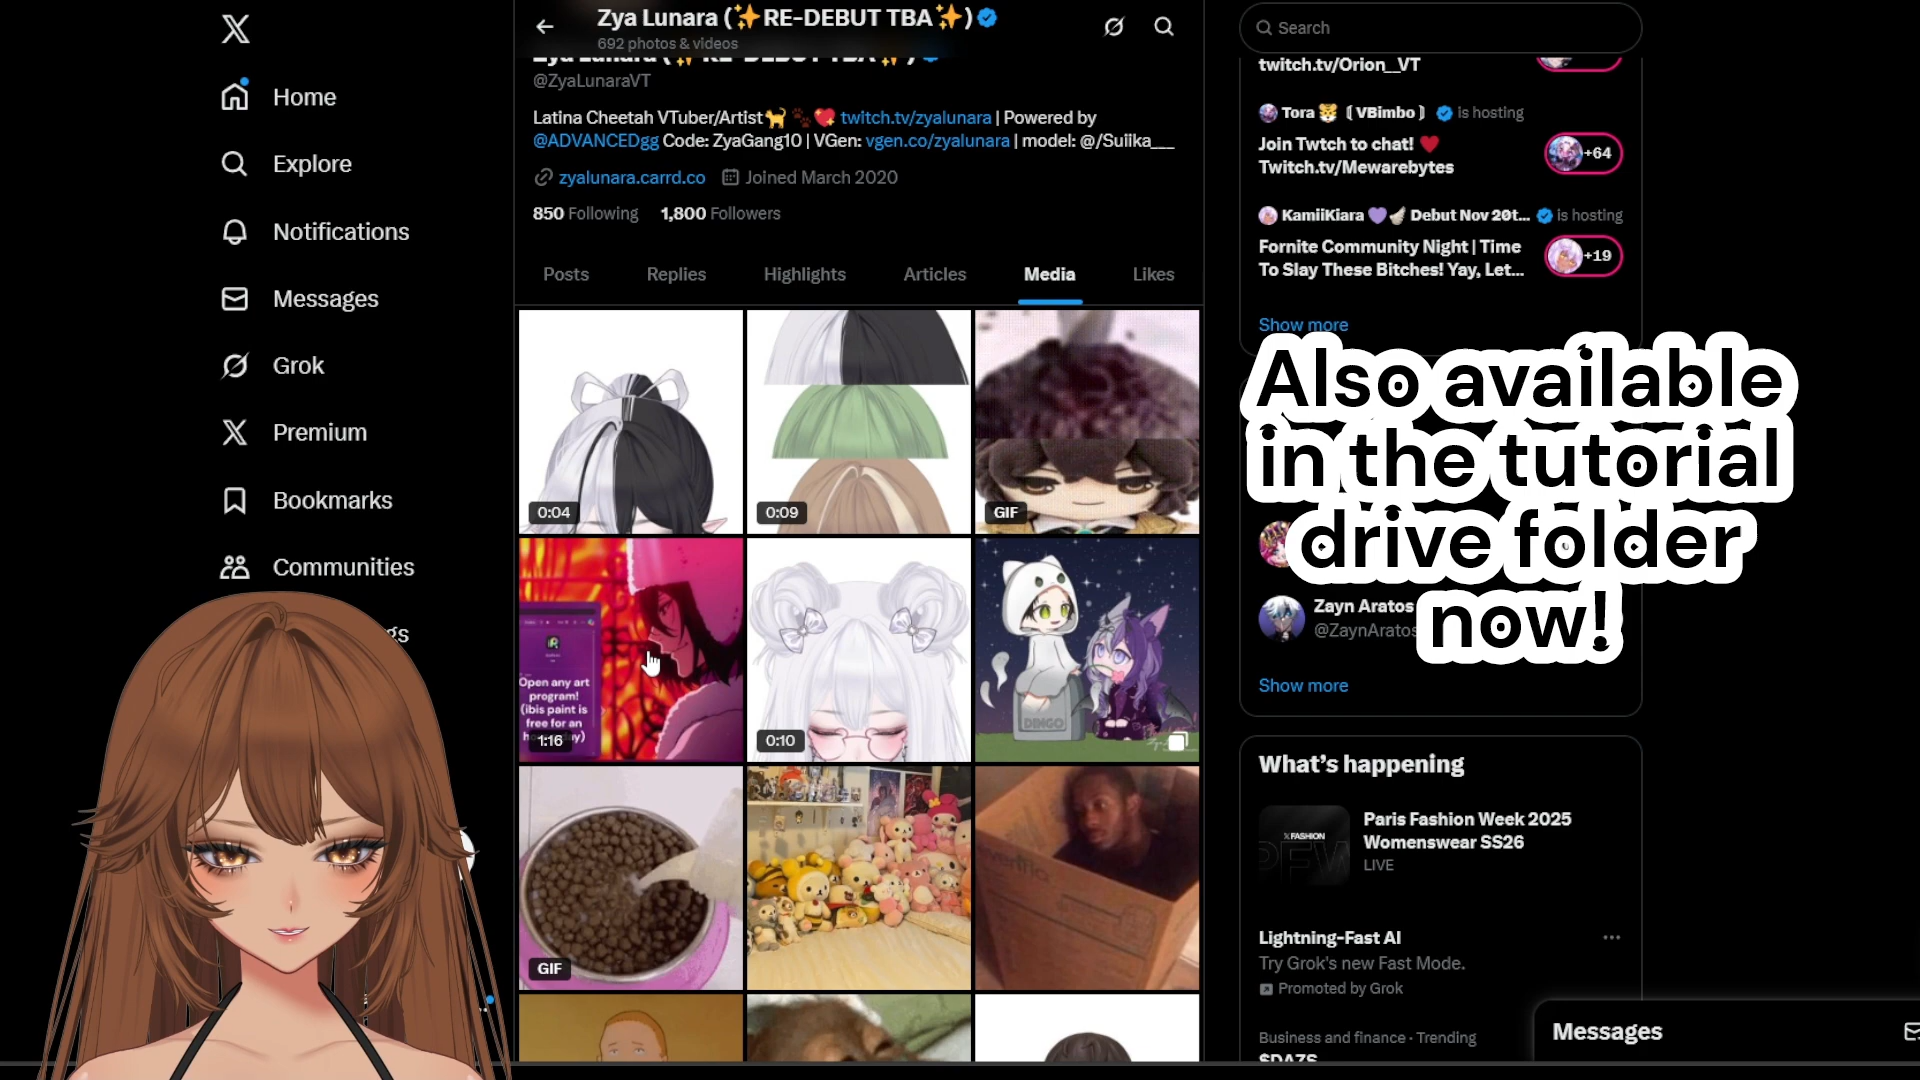 Home
Explore
Notifications
Messages
Grok
Premium
Bookmarks
Communities
Zya Lunara (✨RE-DEBUT TBA✨)
692 photos & videos
@ZyaLunaraVT
Latina Cheetah VTuber/Artist🐈🐾💖 twitch.tv/zyalunara | Powered by
@ADVANCEDgg Code: ZyaGang10 | VGen: vgen.co/zyalunara | model: @/Suiika___
zyalunara.carrd.co Joined March 2020
850 Following 1,800 Followers
Posts Replies Highlights Articles Media Likes
0:04
0:09
GIF
Open any art
program!
(ibis paint is
free for an
1:16
0:10
DINGO
GIF
Search
twitch.tv/Orion__VT
Tora 🐯 [ VBimbo ] is hosting
Join Twtch to chat! ♥
Twitch.tv/Mewarebytes
+64
KamiiKiara 💜 Debut Nov 20t... is hosting
Fornite Community Night | Time
To Slay These Bitches! Yay, Let...
+19
Show more
Also available
in the tutorial
drive folder
now!
Zayn Aratos
@ZaynAratos
Show more
What's happening
FASHION
Paris Fashion Week 2025
Womenswear SS26
LIVE
Lightning-Fast AI
Try Grok's new Fast Mode.
Promoted by Grok
Business and finance · Trending
$DAZS
Messages